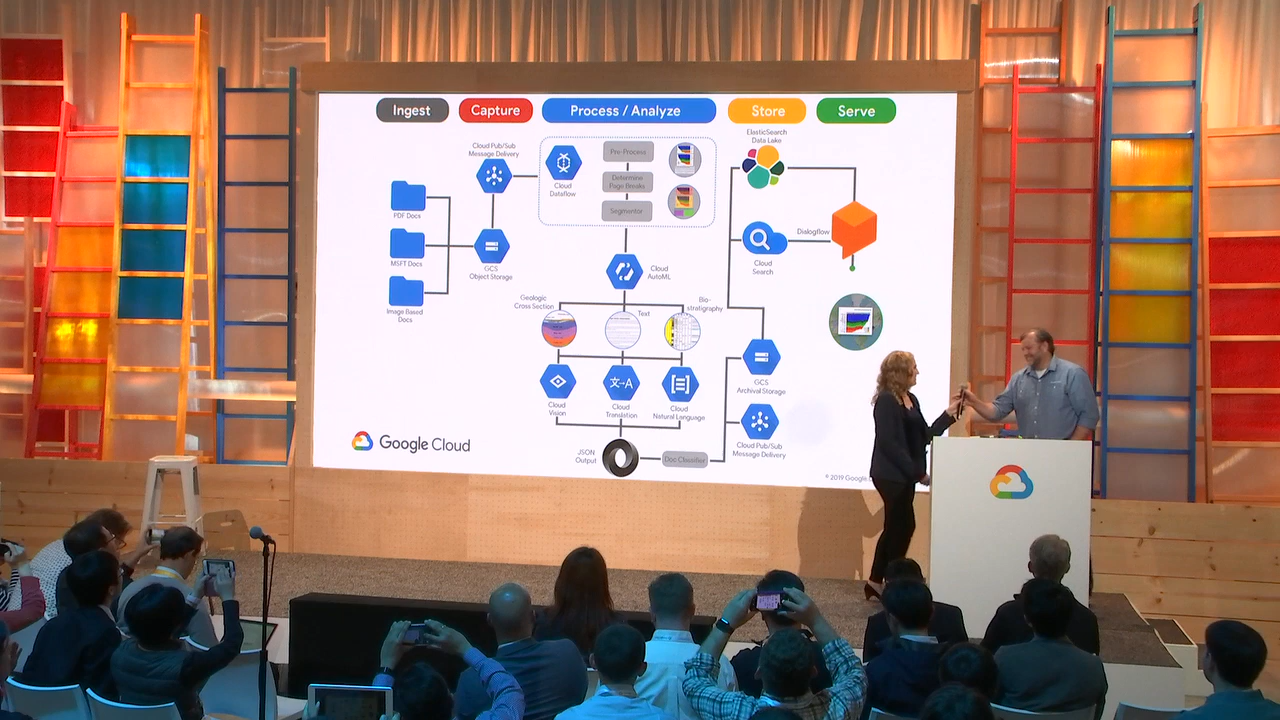 Ingest
Capture
Process / Analyze
Store
Serve
Cloud Pub/Sub
Message Delivery
Cloud
Dataflow
Pre-Process
Determine
Page Breaks
Segmentor
ElasticSearch
Data Lake
PDF Docs
MSFT Docs
Image Based
Docs
GCS
Object Storage
Cloud
AutoML
Geologic
Cross Section
Text
Bio-
stratigraphy
Cloud
Search
Dialogflow
Cloud
Vision
Cloud
Translation
Cloud
Natural Language
GCS
Archival Storage
Cloud Pub/Sub
Message Delivery
JSON
Output
Doc Classifier
Google Cloud
© 2019 Google